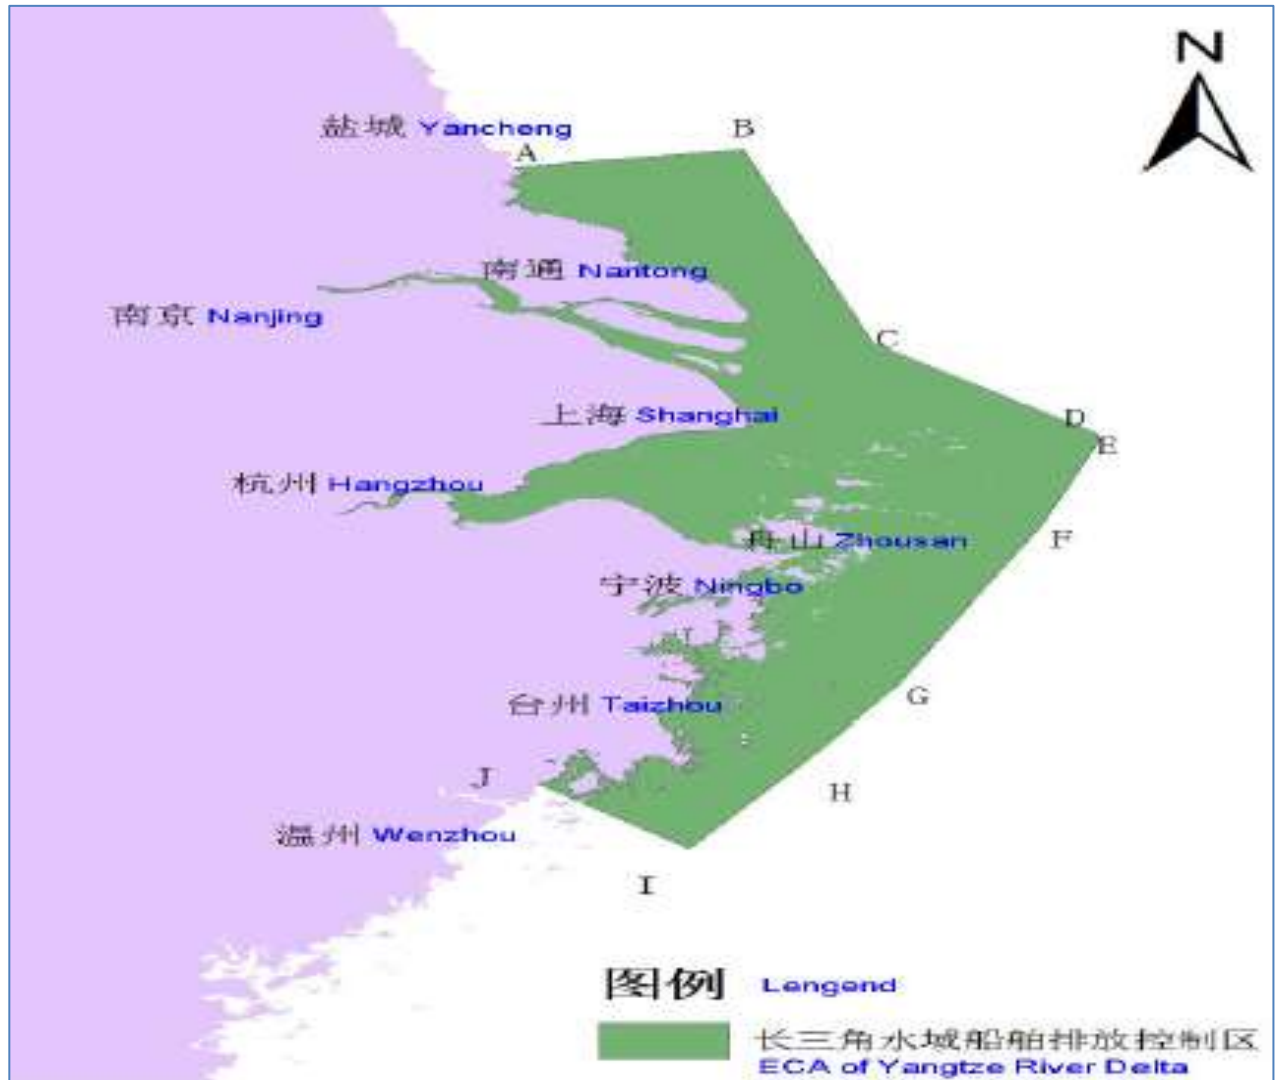 N
B
盐城 Yancheng
A
南通 Nantong
南京 Nanjing
C
上海 Shanghai
D
E
杭州 Hangzhou
舟山 Zhousan
F
宁波 Ningbo
台州 Taizhou
G
J
H
温州 Wenzhou
I
图例 Lengend
长三角水域船舶排放控制区
ECA of Yangtze River Delta